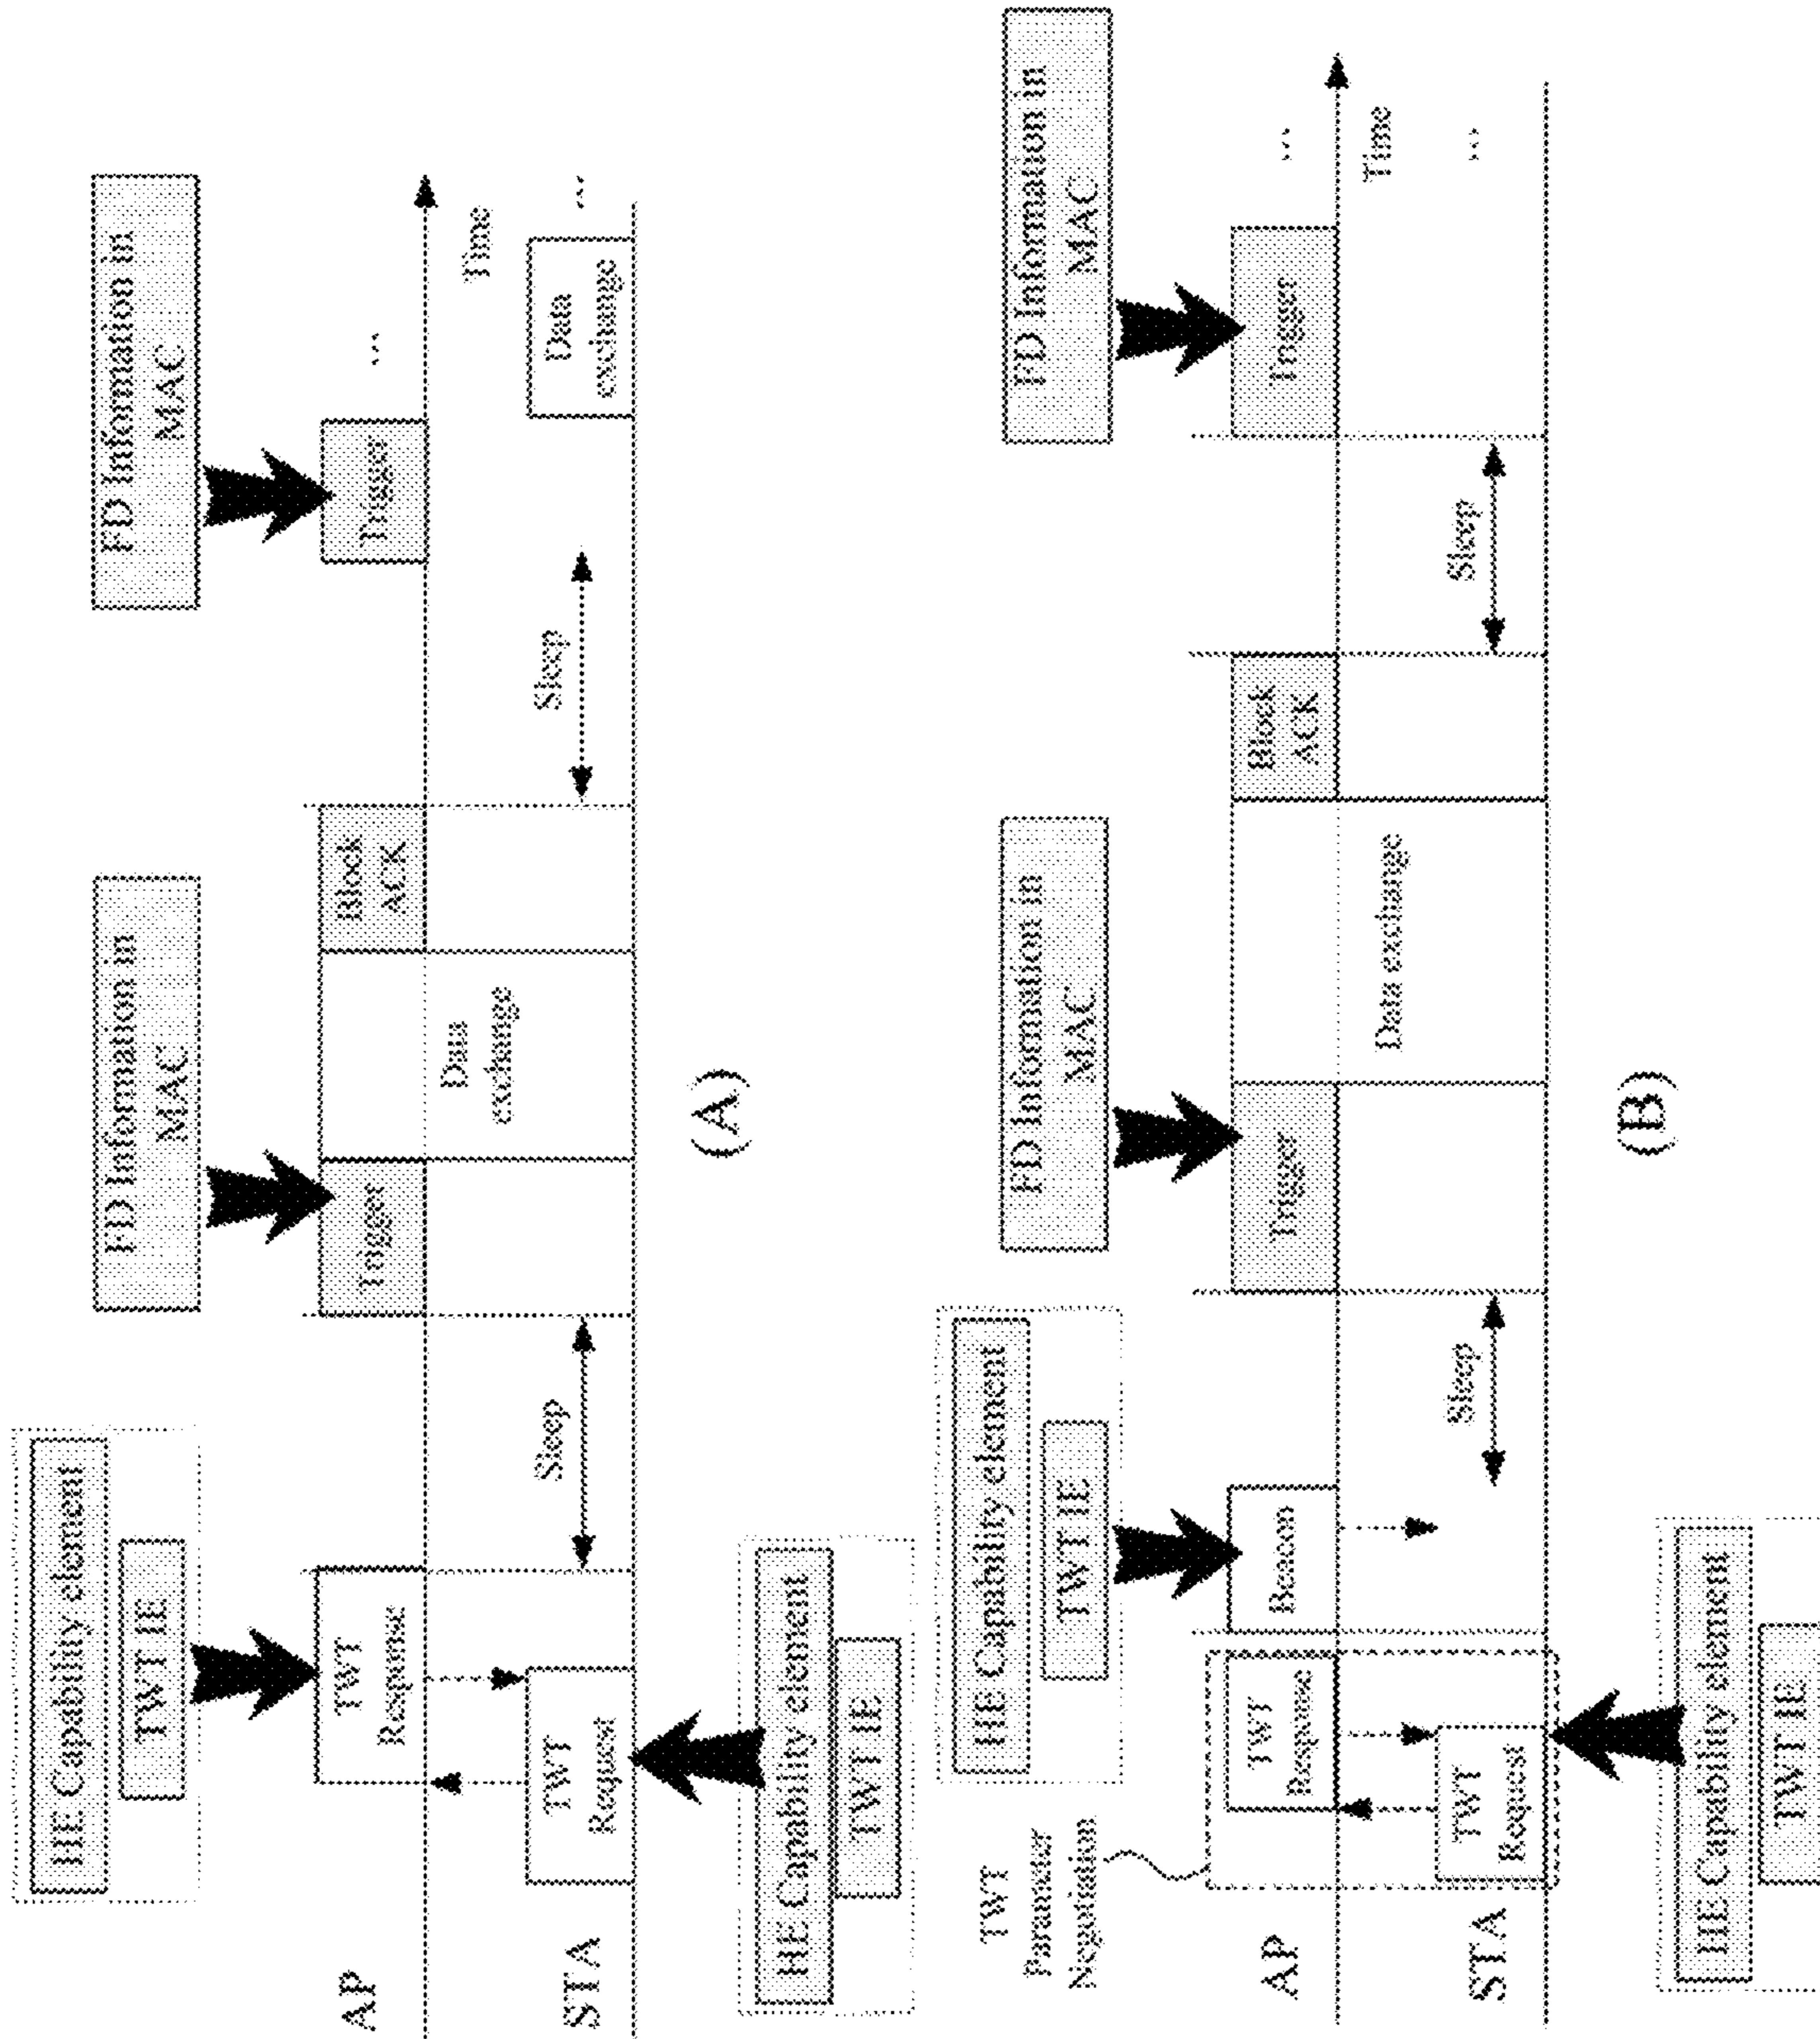 HE Capability element
TWT IE
FD Information in
MAC
FD Information in
MAC
AP
TWT
Response
Trigger
Block
ACK
Trigger
...
Time
Data
exchange
Sleep
Sleep
STA
TWT
Request
Data
exchange
...
HE Capability element
TWT IE
(A)
HE Capability element
TWT IE
FD Information in
MAC
FD Information in
MAC
TWT
Parameter
Negotiation
AP
TWT
Response
Beacon
Trigger
Block
ACK
Trigger
...
Data exchange
Time
STA
TWT
Request
Sleep
Sleep
...
HE Capability element
TWT IE
(B)